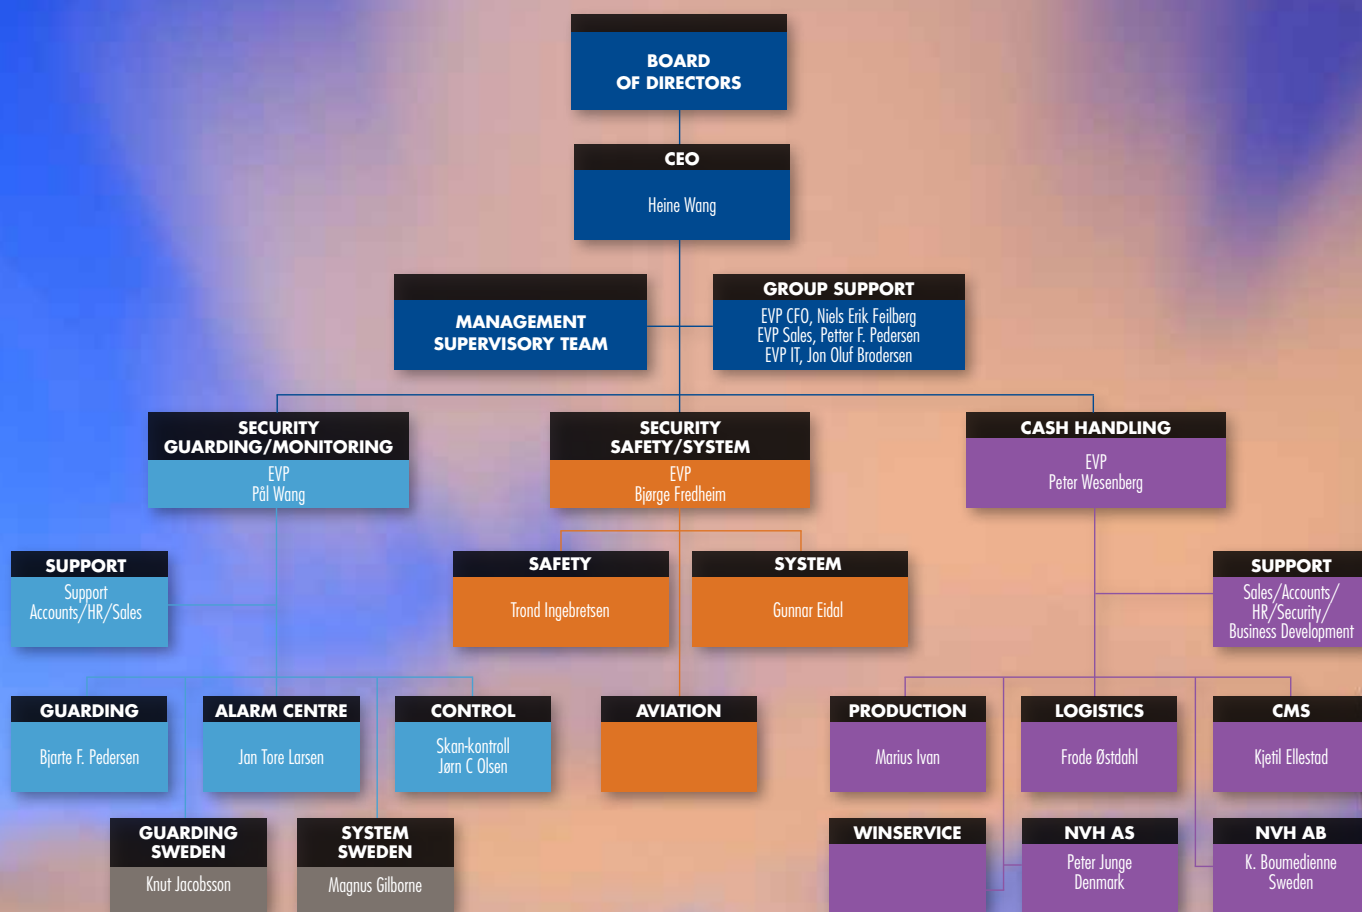 BOARD
OF DIRECTORS
CEO
Heine Wang
MANAGEMENT
SUPERVISORY TEAM
GROUP SUPPORT
EVP CFO, Niels Erik Feilberg
EVP Sales, Petter F. Pedersen
EVP IT, Jon Oluf Brodersen
SECURITY
GUARDING/MONITORING
EVP
Pål Wang
SECURITY
SAFETY/SYSTEM
EVP
Bjørge Fredheim
CASH HANDLING
EVP
Peter Wesenberg
SUPPORT
Support
Accounts/HR/Sales
SAFETY
Trond Ingebretsen
SYSTEM
Gunnar Eidal
SUPPORT
Sales/Accounts/
HR/Security/
Business Development
GUARDING
Bjarte F. Pedersen
ALARM CENTRE
Jan Tore Larsen
CONTROL
Skan-kontroll
Jørn C Olsen
AVIATION
PRODUCTION
Marius Ivan
LOGISTICS
Frode Østdahl
CMS
Kjetil Ellestad
GUARDING
SWEDEN
Knut Jacobsson
SYSTEM
SWEDEN
Magnus Gilborne
WINSERVICE
NVH AS
Peter Junge
Denmark
NVH AB
K. Boumedienne
Sweden